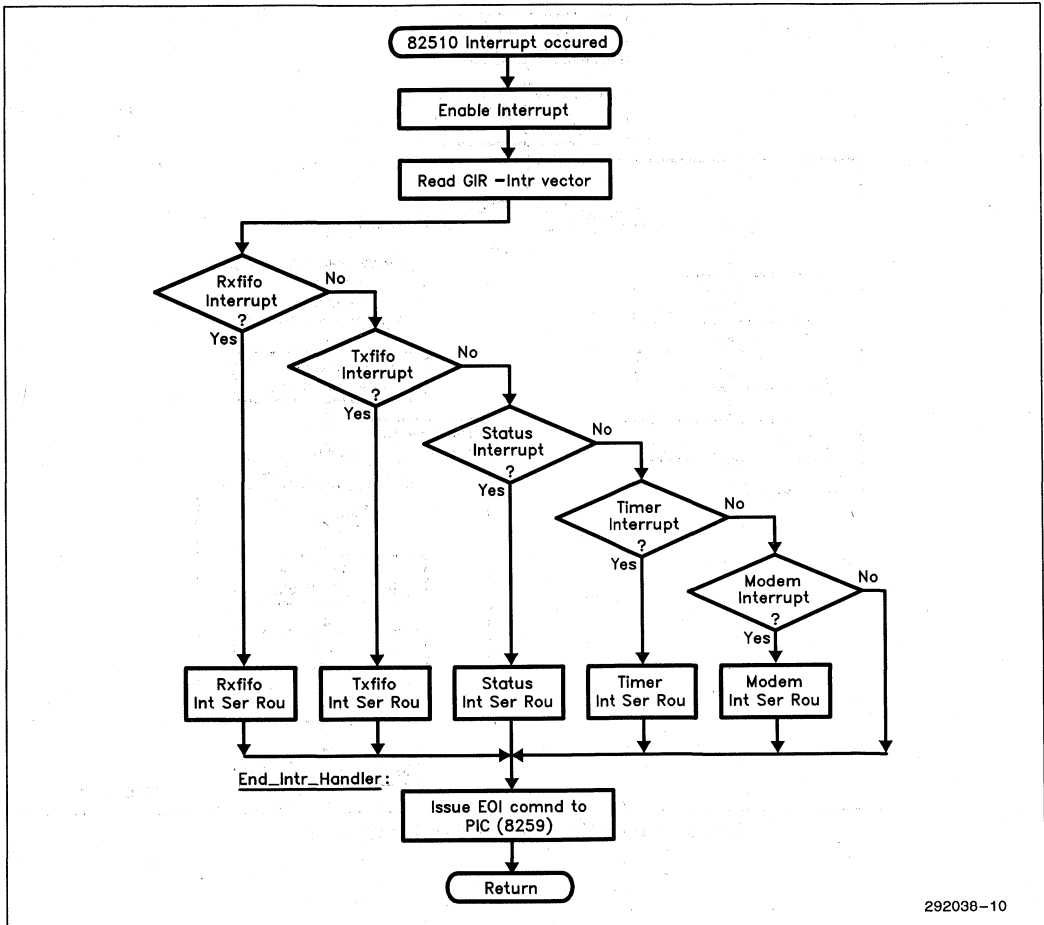 82510 Interrupt occured
Enable Interrupt
Read GIR -Intr vector
Rxfifo
Interrupt
?
No
Yes
Txfifo
Interrupt
?
No
Yes
Status
Interrupt
?
No
Yes
Timer
Interrupt
?
No
Yes
Modem
Interrupt
?
No
Yes
Rxfifo
Int Ser Rou
Txfifo
Int Ser Rou
Status
Int Ser Rou
Timer
Int Ser Rou
Modem
Int Ser Rou
End_Intr_Handler:
Issue EOI comnd to
PIC (8259)
Return
292038-10